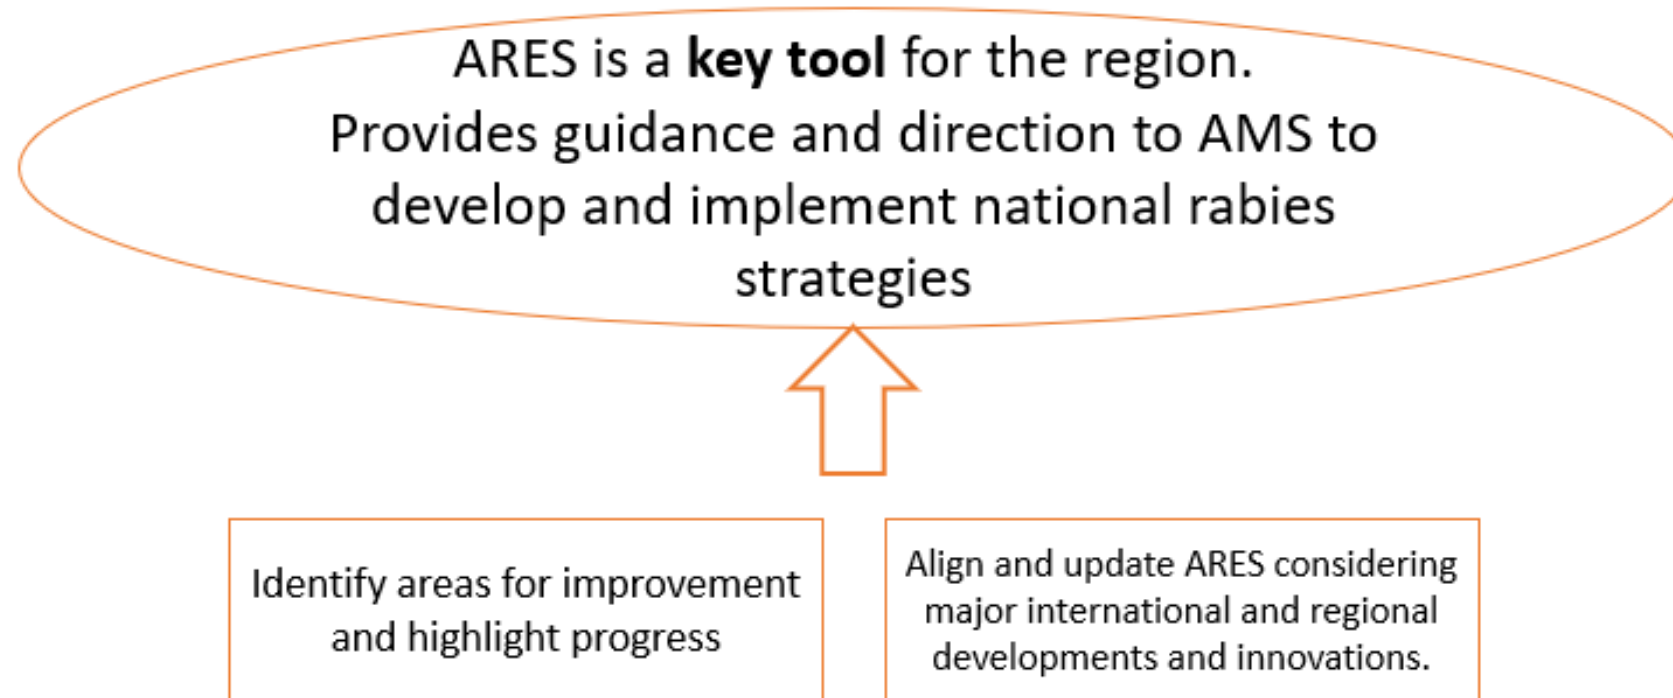 ARES is a key tool for the region.
Provides guidance and direction to AMS to
develop and implement national rabies
strategies
Identify areas for improvement
and highlight progress
Align and update ARES considering
major international and regional
developments and innovations.